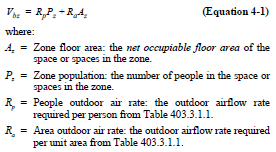 V_bz = R_pP_z + R_aA_z (Equation 4-1)
where:
A_z = Zone floor area: the net occupiable floor area of the
space or spaces in the zone.
P_z = Zone population: the number of people in the space or
spaces in the zone.
R_p = People outdoor air rate: the outdoor airflow rate
required per person from Table 403.3.1.1.
R_a = Area outdoor air rate: the outdoor airflow rate required
per unit area from Table 403.3.1.1.